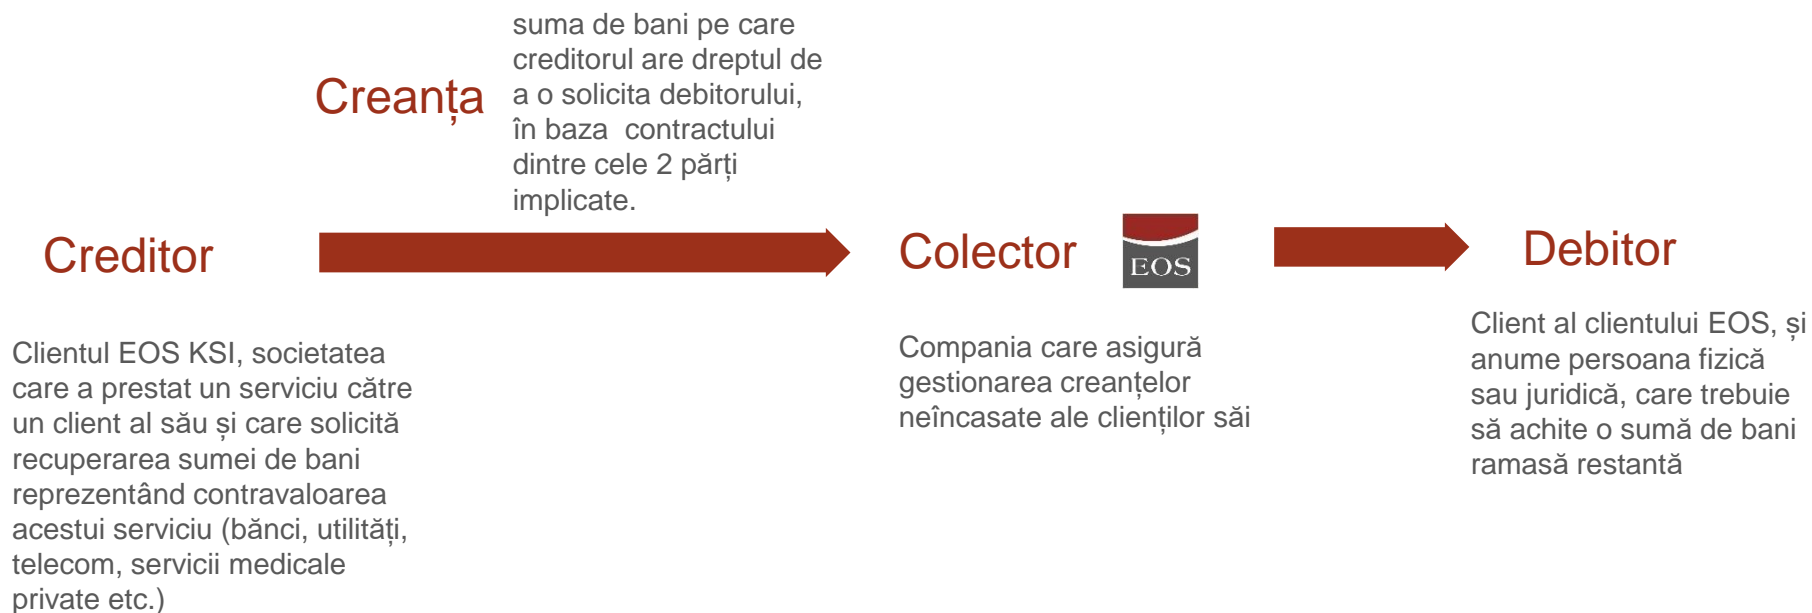 suma de bani pe care
creditorul are dreptul de
a o solicita debitorului,
în baza  contractului
dintre cele 2 părți
implicate.
Creanța
Creditor
Colector
EOS
Debitor
Clientul EOS KSI, societatea
care a prestat un serviciu către
un client al său și care solicită
recuperarea sumei de bani
reprezentând contravaloarea
acestui serviciu (bănci, utilități,
telecom, servicii medicale
private etc.)
Compania care asigură
gestionarea creanțelor
neîncasate ale clienților săi
Client al clientului EOS, și
anume persoana fizică
sau juridică, care trebuie
să achite o sumă de bani
ramasă restantă